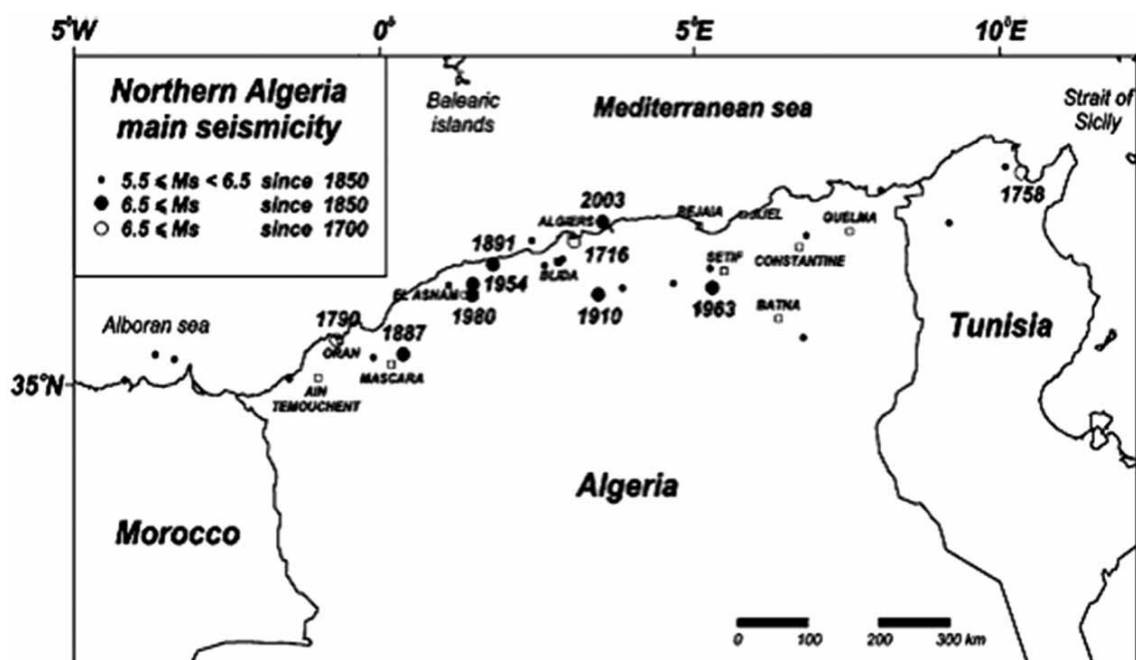 5°W 0° 5°E 10°E
Northern Algeria
main seismicity
5.5 ⩽ Ms < 6.5 since 1850
6.5 ⩽ Ms since 1850
6.5 ⩽ Ms since 1700
Balearic
islands
Mediterranean sea
Strait of
Sicily
2003
1758
ALGIERS
BEJAIA
JIJEL
GUELMA
1891
1716
SETIF
CONSTANTINE
BLIDA
1954
EL ASNAM
1980
1910
1963
BATNA
Tunisia
Alboran sea
1790
1887
ORAN
MASCARA
35°N
AIN
TEMOUCHENT
Algeria
Morocco
0 100 200 300 km